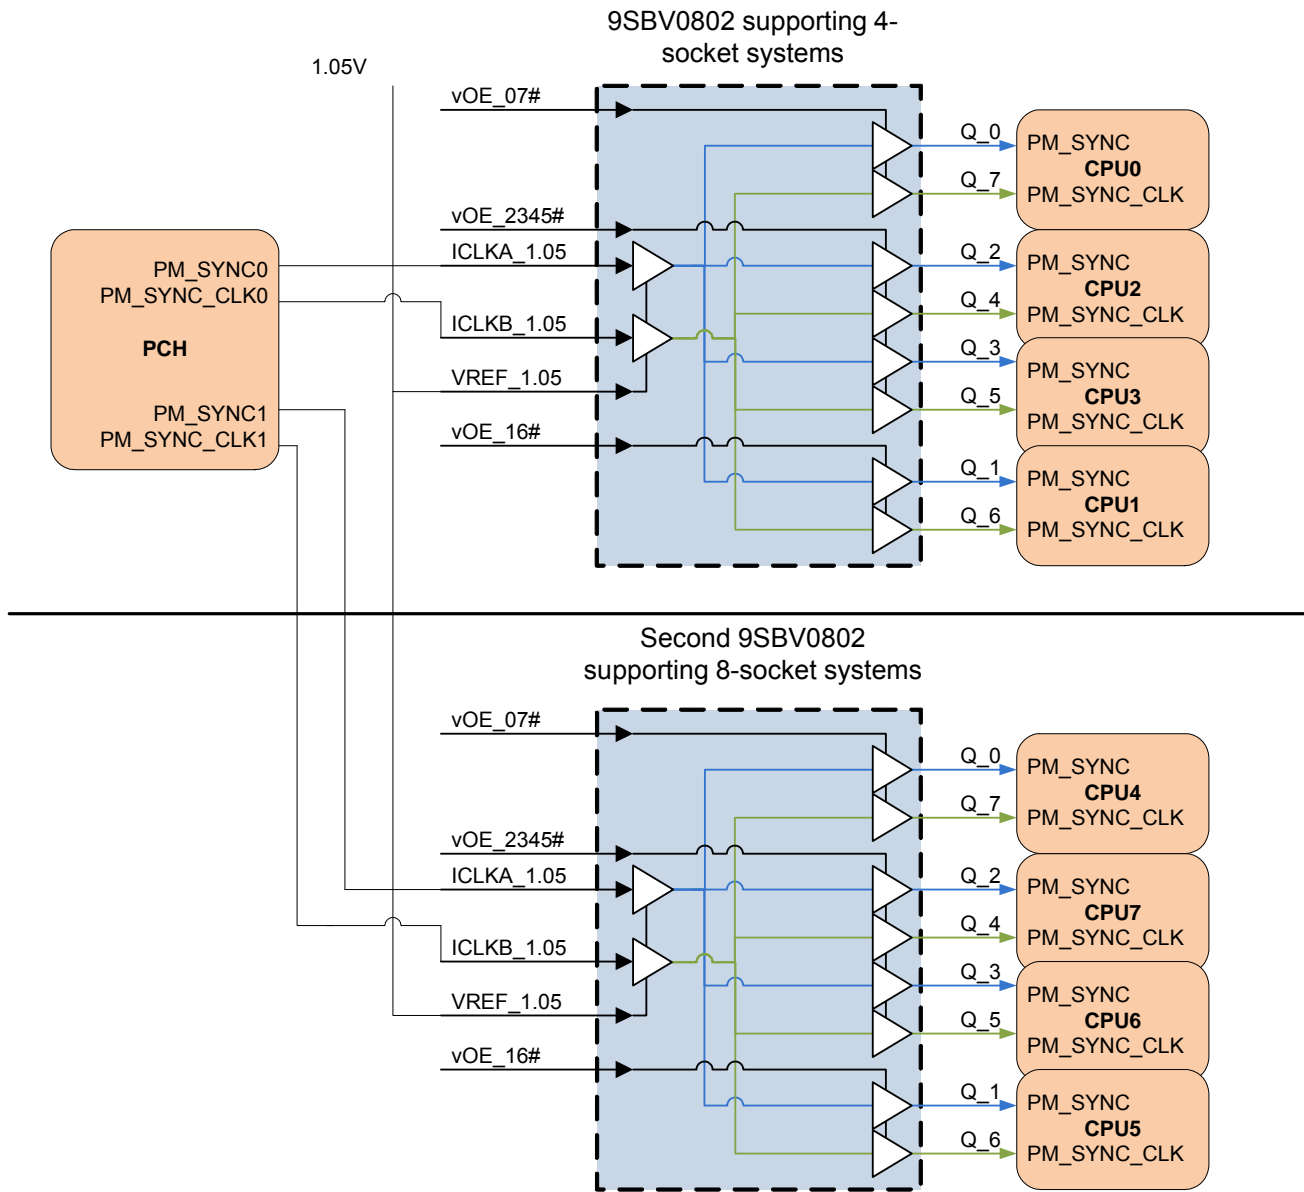 9SBV0802 supporting 4-
socket systems
1.05V
vOE_07#
vOE_2345#
ICLKA_1.05
ICLKB_1.05
VREF_1.05
vOE_16#
PM_SYNC0
PM_SYNC_CLK0
PCH
PM_SYNC1
PM_SYNC_CLK1
Q_0
Q_7
Q_2
Q_4
Q_3
Q_5
Q_1
Q_6
PM_SYNC
CPU0
PM_SYNC_CLK
PM_SYNC
CPU2
PM_SYNC_CLK
PM_SYNC
CPU3
PM_SYNC_CLK
PM_SYNC
CPU1
PM_SYNC_CLK
Second 9SBV0802
supporting 8-socket systems
vOE_07#
vOE_2345#
ICLKA_1.05
ICLKB_1.05
VREF_1.05
vOE_16#
Q_0
Q_7
Q_2
Q_4
Q_3
Q_5
Q_1
Q_6
PM_SYNC
CPU4
PM_SYNC_CLK
PM_SYNC
CPU7
PM_SYNC_CLK
PM_SYNC
CPU6
PM_SYNC_CLK
PM_SYNC
CPU5
PM_SYNC_CLK